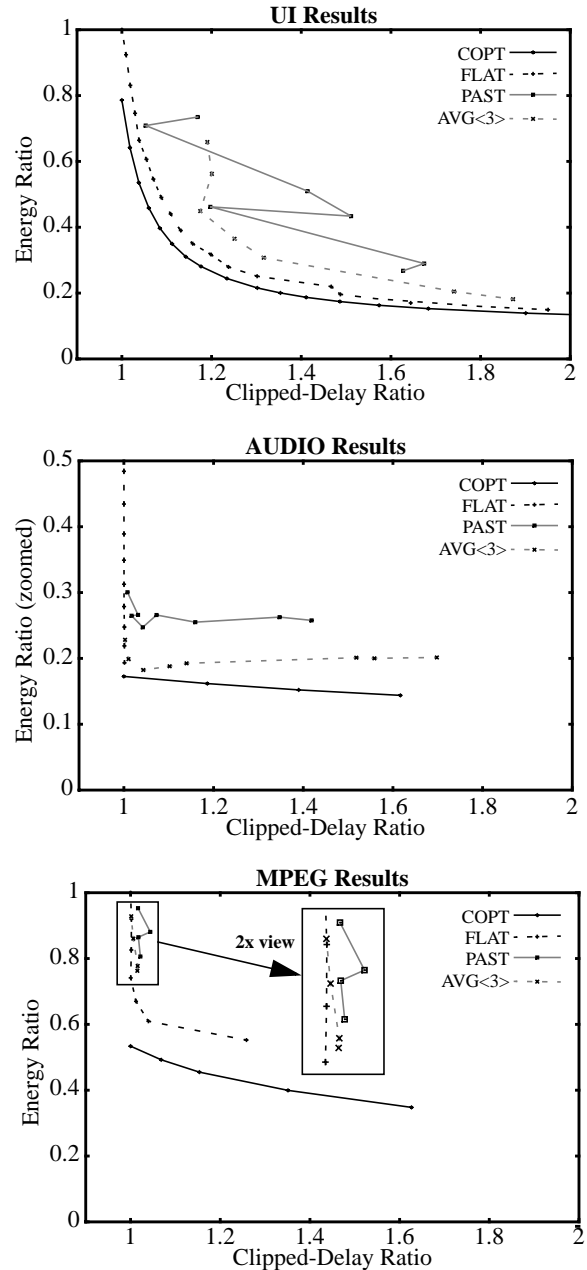 UI Results
1
0.8
0.6
0.4
0.2
0
Energy Ratio
COPT
FLAT
PAST
AVG<3>
1 1.2 1.4 1.6 1.8 2
Clipped-Delay Ratio
AUDIO Results
0.5
0.4
0.3
0.2
0.1
0
Energy Ratio (zoomed)
COPT
FLAT
PAST
AVG<3>
1 1.2 1.4 1.6 1.8 2
Clipped-Delay Ratio
MPEG Results
1
0.8
0.6
0.4
0.2
0
Energy Ratio
2x view
COPT
FLAT
PAST
AVG<3>
1 1.2 1.4 1.6 1.8 2
Clipped-Delay Ratio